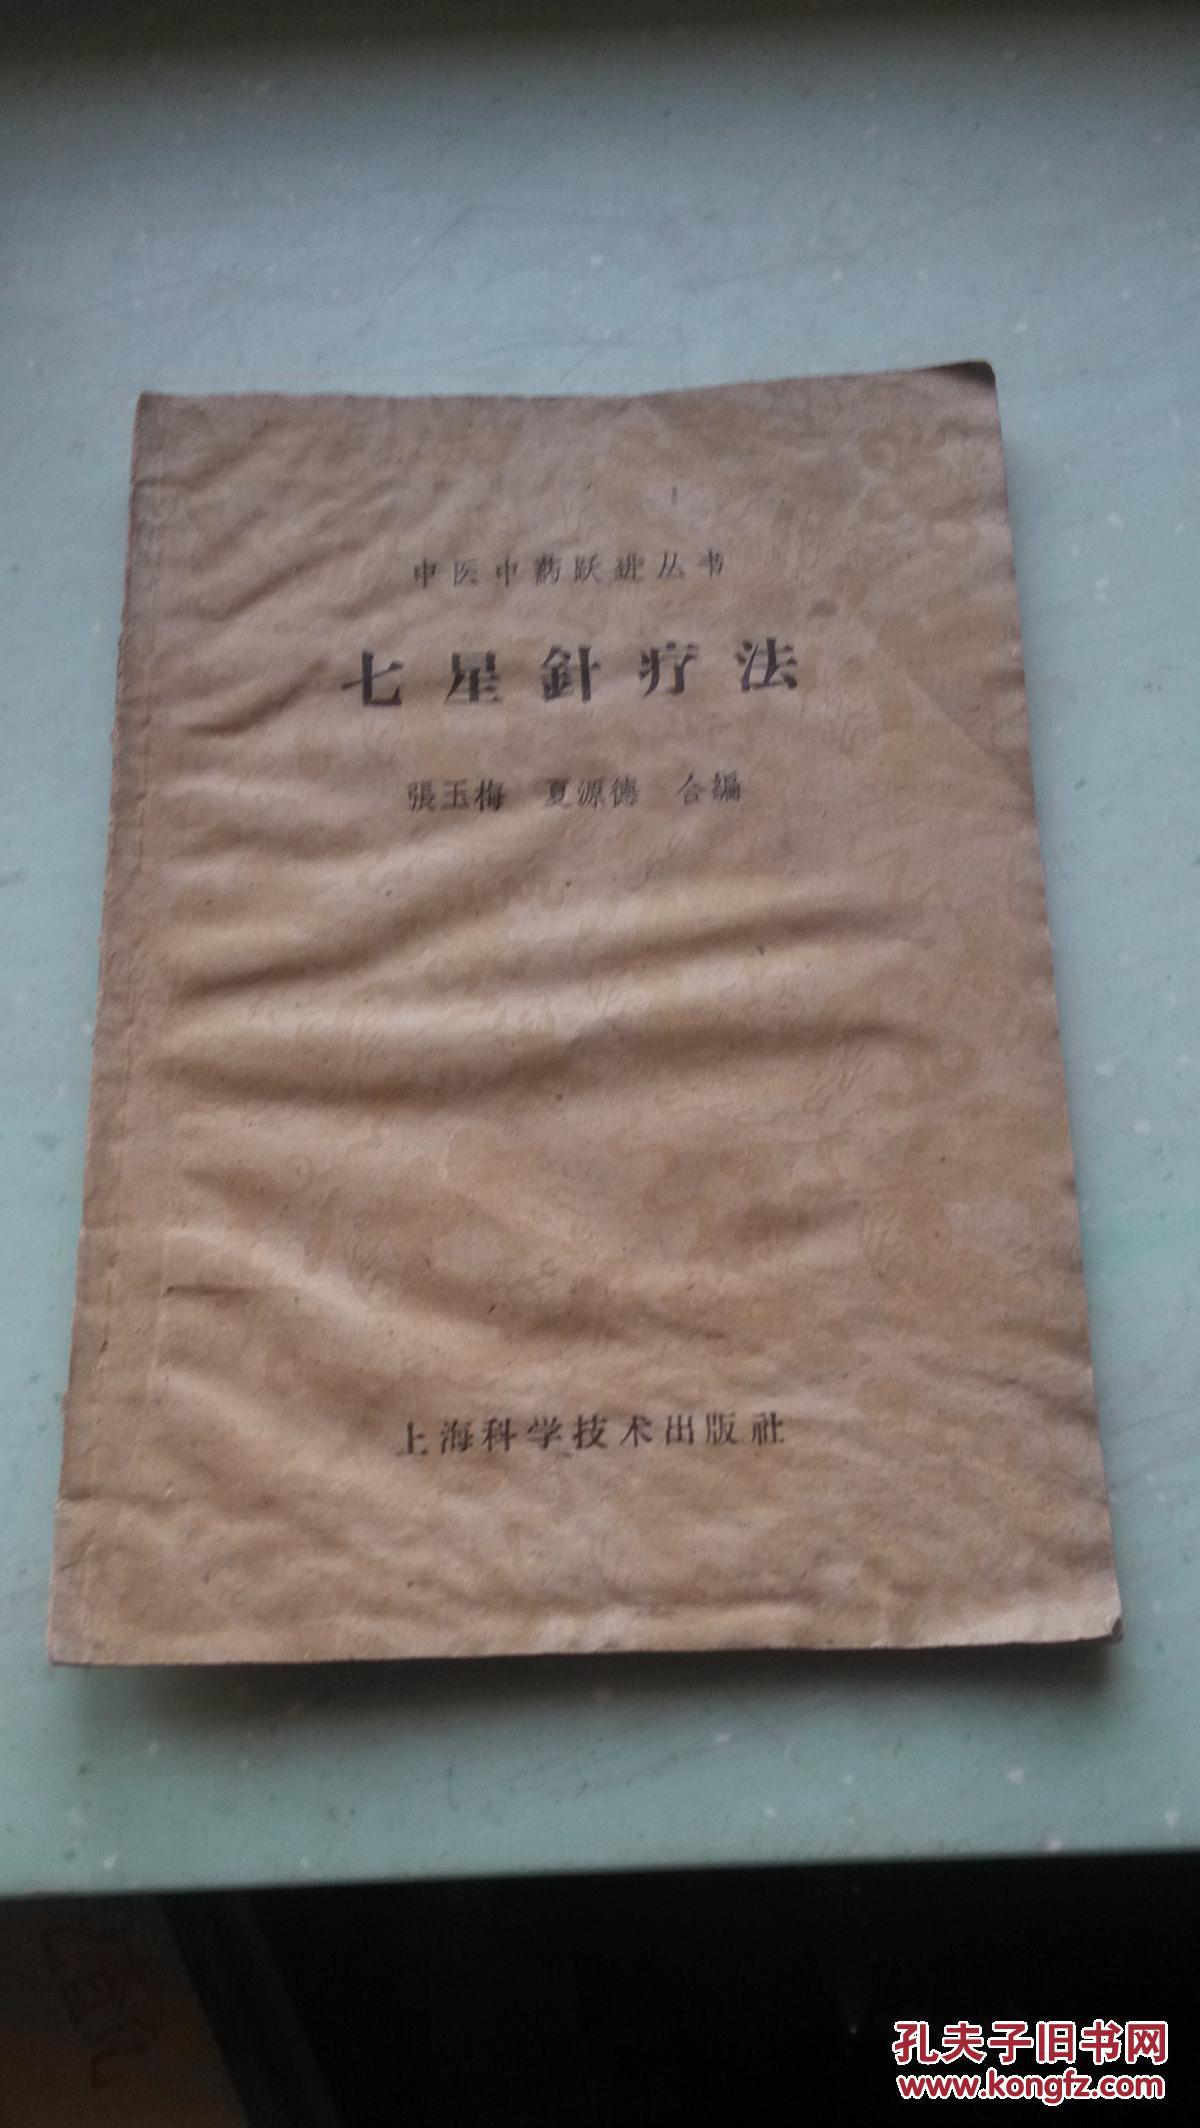 中医中药跃进丛书
七星針疗法
張玉梅 夏源德 合編
上海科学技术出版社
孔夫子旧书网
www.kongfz.com